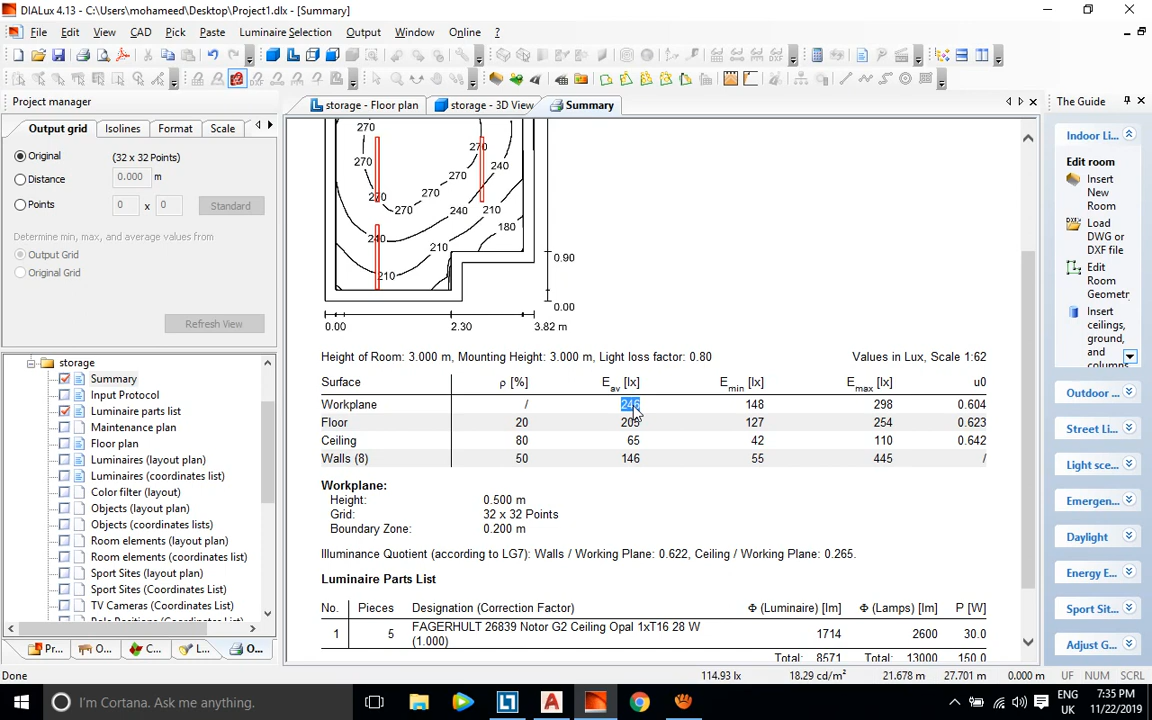 DIALux 4.13 - C:\Users\mohameed\Desktop\Project1.dlx - [Summary]
File Edit View CAD Pick Paste Luminaire Selection Output Window Online ?
Project manager
storage - Floor plan storage - 3D View Summary
The Guide
Output grid Isolines Format Scale
Original (32 x 32 Points)
Distance 0.000 m
Points 0 x 0 Standard
Determine min, max, and average values from
Output Grid
Original Grid
Refresh View
storage
Summary
Input Protocol
Luminaire parts list
Maintenance plan
Floor plan
Luminaires (layout plan)
Luminaires (coordinates list)
Color filter (layout)
Objects (layout plan)
Objects (coordinates lists)
Room elements (layout plan)
Room elements (coordinates list)
Sport Sites (layout plan)
Sport Sites (Coordinates List)
TV Cameras (Coordinates List)
Pr... O... C... L... O...
270
270
270
240
270
270
270
270
240
210
240
210
180
210
0.90
0.00
0.00 2.30 3.82 m
Height of Room: 3.000 m, Mounting Height: 3.000 m, Light loss factor: 0.80 Values in Lux, Scale 1:62
Surface ρ [%] Eav [lx] Emin [lx] Emax [lx] u0
Workplane / 246 148 298 0.604
Floor 20 205 127 254 0.623
Ceiling 80 65 42 110 0.642
Walls (8) 50 146 55 445 /
Workplane:
Height: 0.500 m
Grid: 32 x 32 Points
Boundary Zone: 0.200 m
Illuminance Quotient (according to LG7): Walls / Working Plane: 0.622, Ceiling / Working Plane: 0.265.
Luminaire Parts List
No. Pieces Designation (Correction Factor) Φ (Luminaire) [lm] Φ (Lamps) [lm] P [W]
1 5 FAGERHULT 26839 Notor G2 Ceiling Opal 1xT16 28 W 1714 2600 30.0
(1.000)
Total: 8571 Total: 13000 150.0
Indoor Li...
Edit room
Insert
New
Room
Load
DWG or
DXF file
Edit
Room
Geometr
Insert
ceilings,
ground,
and
columns
Outdoor ...
Street Li...
Light sce...
Emergen...
Daylight
Energy E...
Sport Sit...
Adjust G...
Done 114.93 lx 18.29 cd/m² 21.678 m 27.701 m 0.000 m UF NUM SCRL
I'm Cortana. Ask me anything.
ENG
UK
7:35 PM
11/22/2019